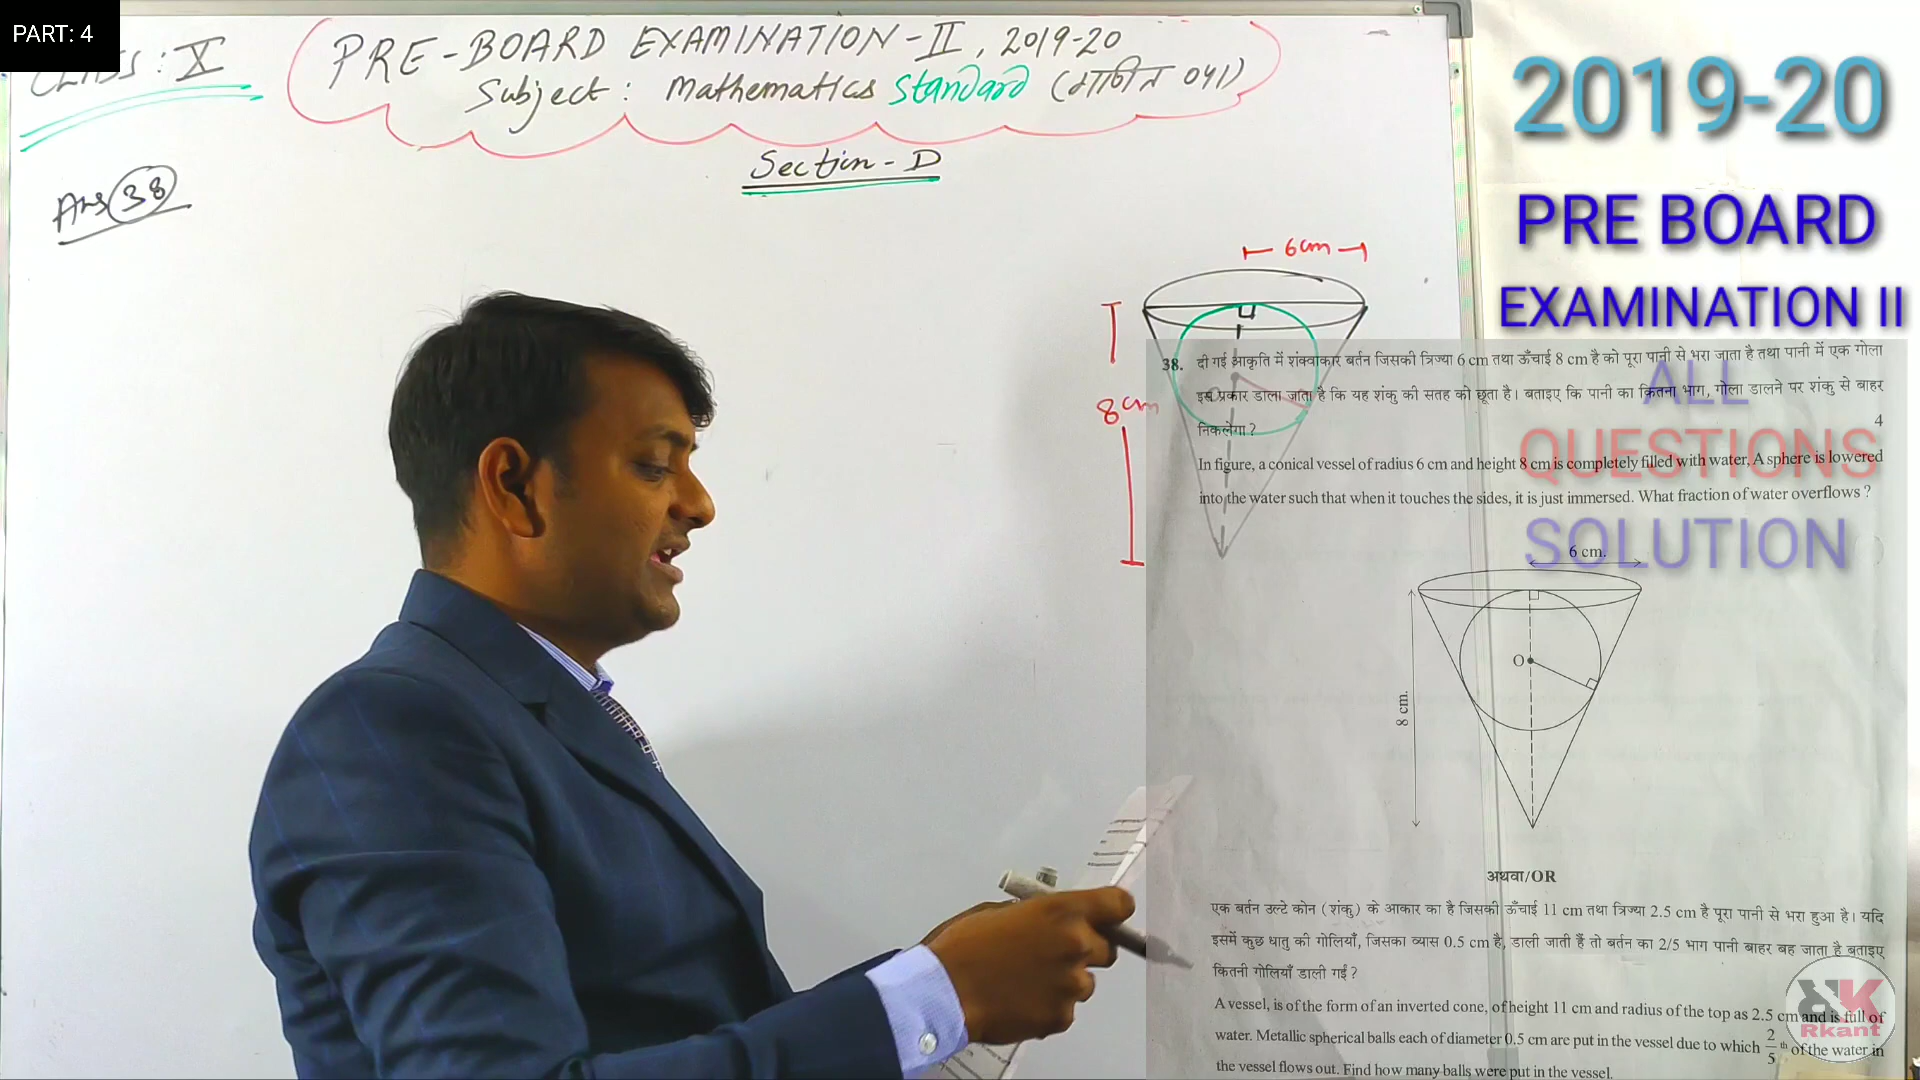 PART: 4
CLASS: X
PRE-BOARD EXAMINATION-II, 2019-20
Subject: Mathematics Standard (गणित 041)
Section-D
Ans 38
6cm
8cm
2019-20
PRE BOARD
EXAMINATION II
ALL
QUESTIONS
SOLUTION
38. दी गई आकृति में शंक्वाकार बर्तन जिसकी त्रिज्या 6 cm तथा ऊँचाई 8 cm है को पूरा पानी से भरा जाता है तथा पानी में एक गोला
इस प्रकार डाला जाता है कि यह शंकु की सतह को छूता है। बताइए कि पानी का कितना भाग, गोला डालने पर शंकु से बाहर
निकलेगा ?
4
In figure, a conical vessel of radius 6 cm and height 8 cm is completely filled with water, A sphere is lowered
into the water such that when it touches the sides, it is just immersed. What fraction of water overflows ?
6 cm.
O
8 cm.
अथवा/OR
एक बर्तन उल्टे कोन (शंकु) के आकार का है जिसकी ऊँचाई 11 cm तथा त्रिज्या 2.5 cm है पूरा पानी से भरा हुआ है। यदि
इसमें कुछ धातु की गोलियाँ, जिसका व्यास 0.5 cm है, डाली जाती हैं तो बर्तन का 2/5 भाग पानी बाहर बह जाता है बताइए
कितनी गोलियाँ डाली गईं ?
A vessel, is of the form of an inverted cone, of height 11 cm and radius of the top as 2.5 cm and is full of
water. Metallic spherical balls each of diameter 0.5 cm are put in the vessel due to which 2/5 th of the water in
the vessel flows out. Find how many balls were put in the vessel.
RK
Rkant